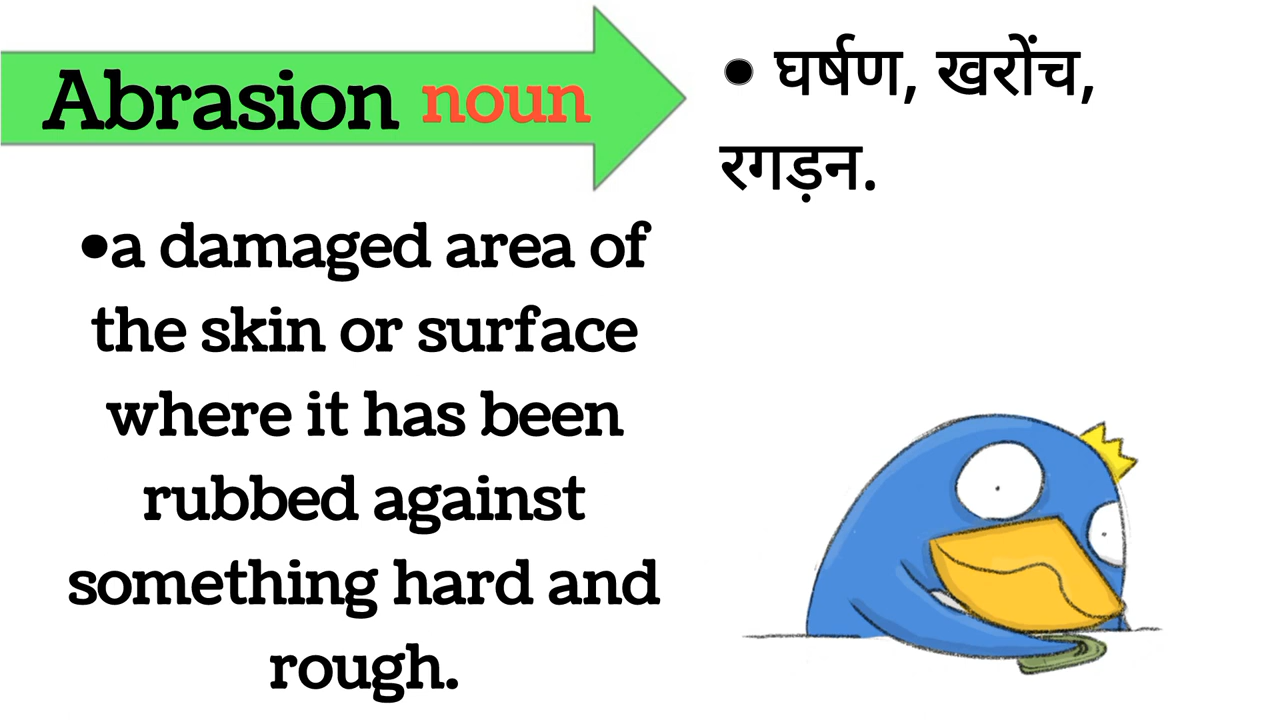 Abrasion noun
• घर्षण, खरोंच,
रगड़न.
•a damaged area of
the skin or surface
where it has been
rubbed against
something hard and
rough.